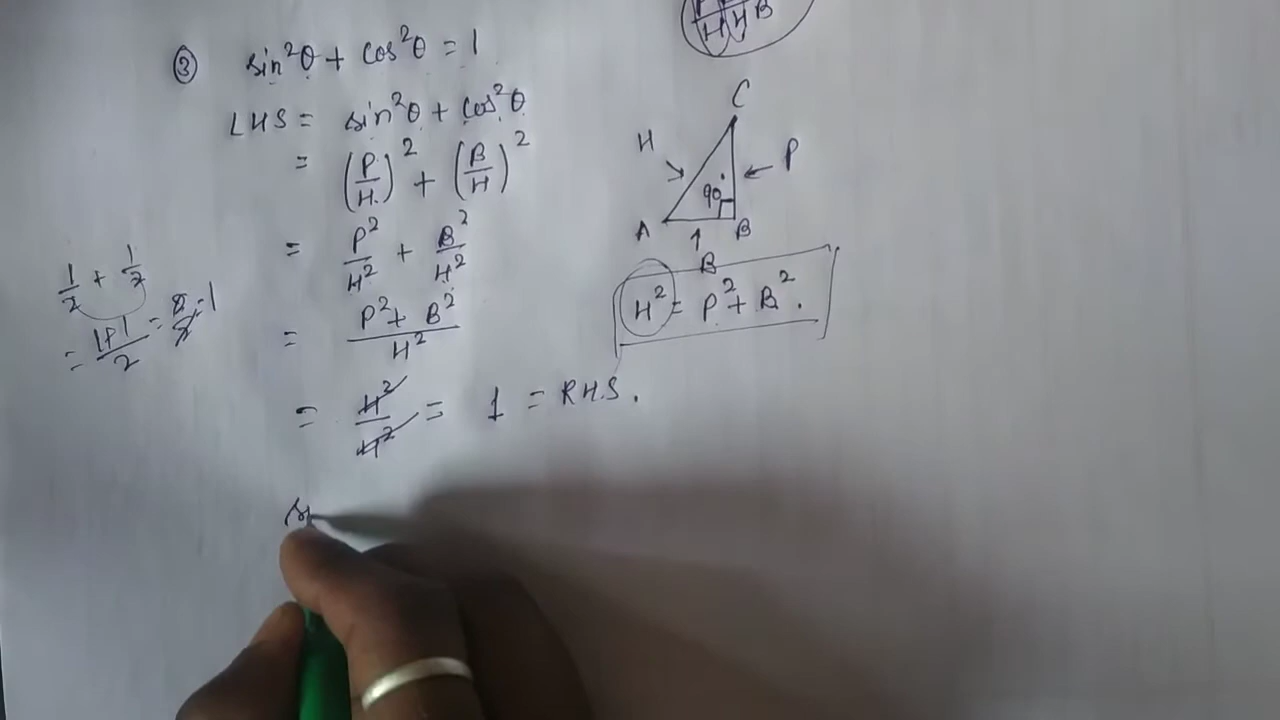 ③ sin²θ + cos²θ = 1
LHS = sin²θ + cos²θ
= (P/H)² + (B/H)²
= P²/H² + B²/H²
= P² + B² / H²
= H²/H² = 1 = R.H.S.
1/2 + 1/2
= 1+1/2 = 2/2 = 1
H B
C
H
P
90°
A
B
B
H² = P² + B².